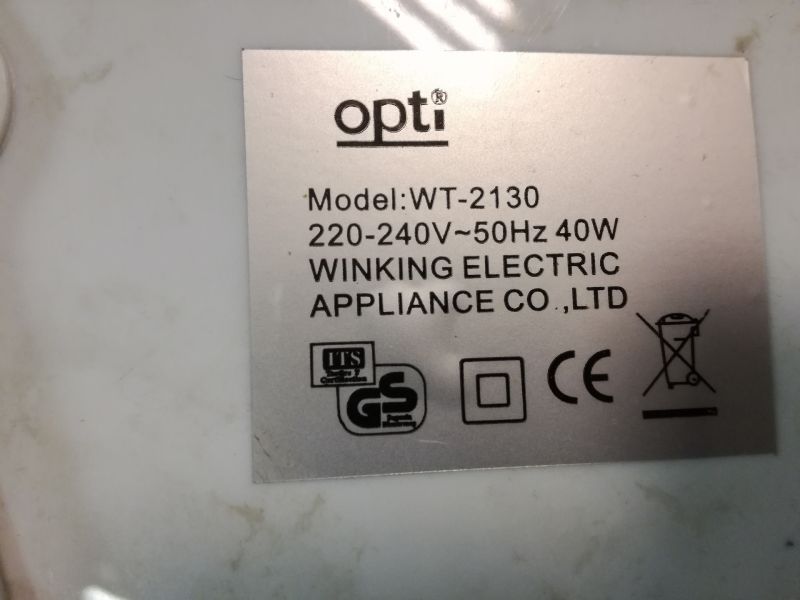 opti®
Model:WT-2130
220-240V~50Hz 40W
WINKING ELECTRIC
APPLIANCE CO.,LTD
ITS
GS
CE